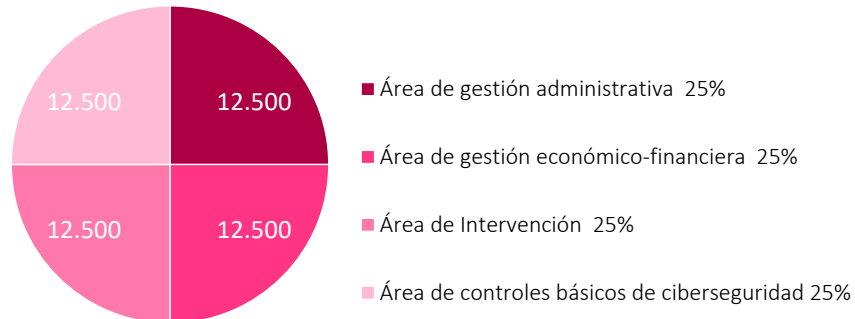 12.500
12.500
12.500
12.500
Área de gestión administrativa 25%
Área de gestión económico-financiera 25%
Área de Intervención 25%
Área de controles básicos de ciberseguridad 25%